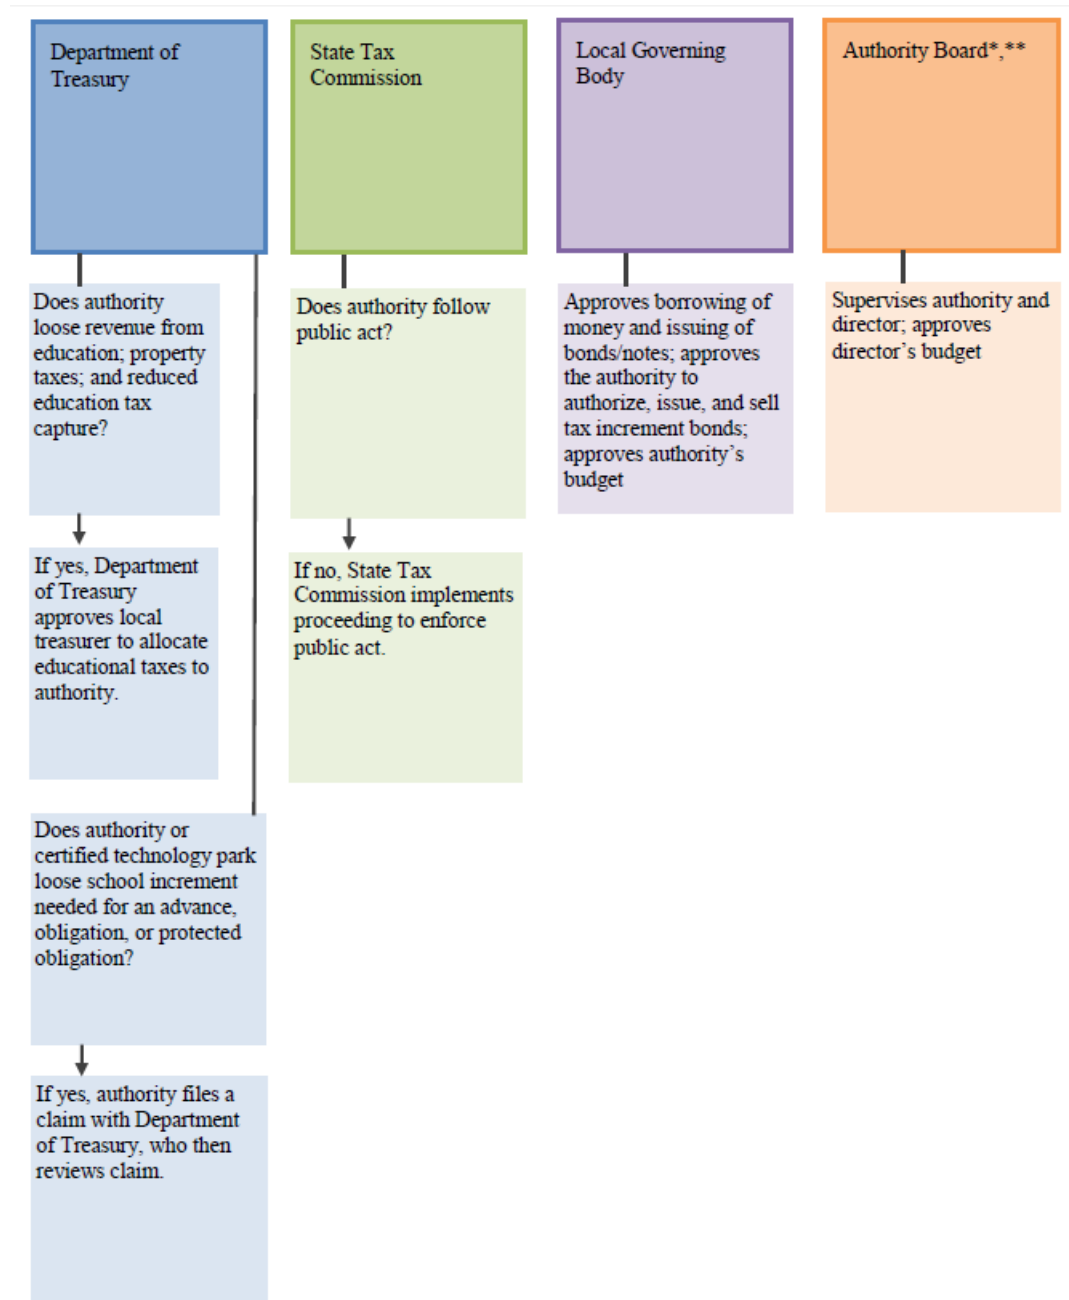 Department of
Treasury
State Tax
Commission
Local Governing
Body
Authority Board*,**
Does authority
loose revenue from
education; property
taxes; and reduced
education tax
capture?
Does authority follow
public act?
Approves borrowing of
money and issuing of
bonds/notes; approves
the authority to
authorize, issue, and sell
tax increment bonds;
approves authority's
budget
Supervises authority and
director; approves
director's budget
If yes, Department
of Treasury
approves local
treasurer to allocate
educational taxes to
authority.
If no, State Tax
Commission implements
proceeding to enforce
public act.
Does authority or
certified technology park
loose school increment
needed for an advance,
obligation, or protected
obligation?
If yes, authority files a
claim with Department
of Treasury, who then
reviews claim.